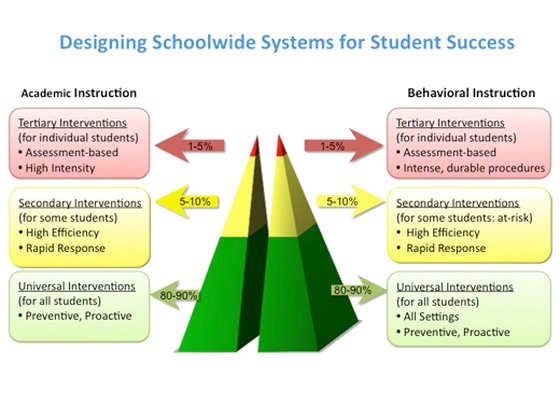 Designing Schoolwide Systems for Student Success
Academic Instruction
Tertiary Interventions
(for individual students)
• Assessment-based
• High Intensity
1-5%
Secondary Interventions
(for some students)
• High Efficiency
• Rapid Response
5-10%
Universal Interventions
(for all students)
• Preventive, Proactive
80-90%
Behavioral Instruction
1-5%
Tertiary Interventions
(for individual students)
• Assessment-based
• Intense, durable procedures
5-10%
Secondary Interventions
(for some students: at-risk)
• High Efficiency
• Rapid Response
80-90%
Universal Interventions
(for all students)
• All Settings
• Preventive, Proactive